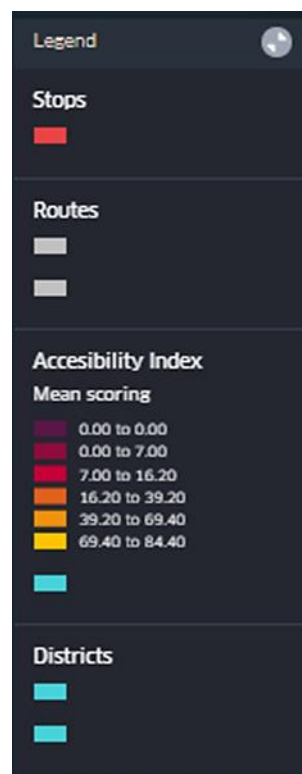 Legend
Stops
Routes
Accesibility Index
Mean scoring
0.00 to 0.00
0.00 to 7.00
7.00 to 16.20
16.20 to 39.20
39.20 to 69.40
69.40 to 84.40
Districts